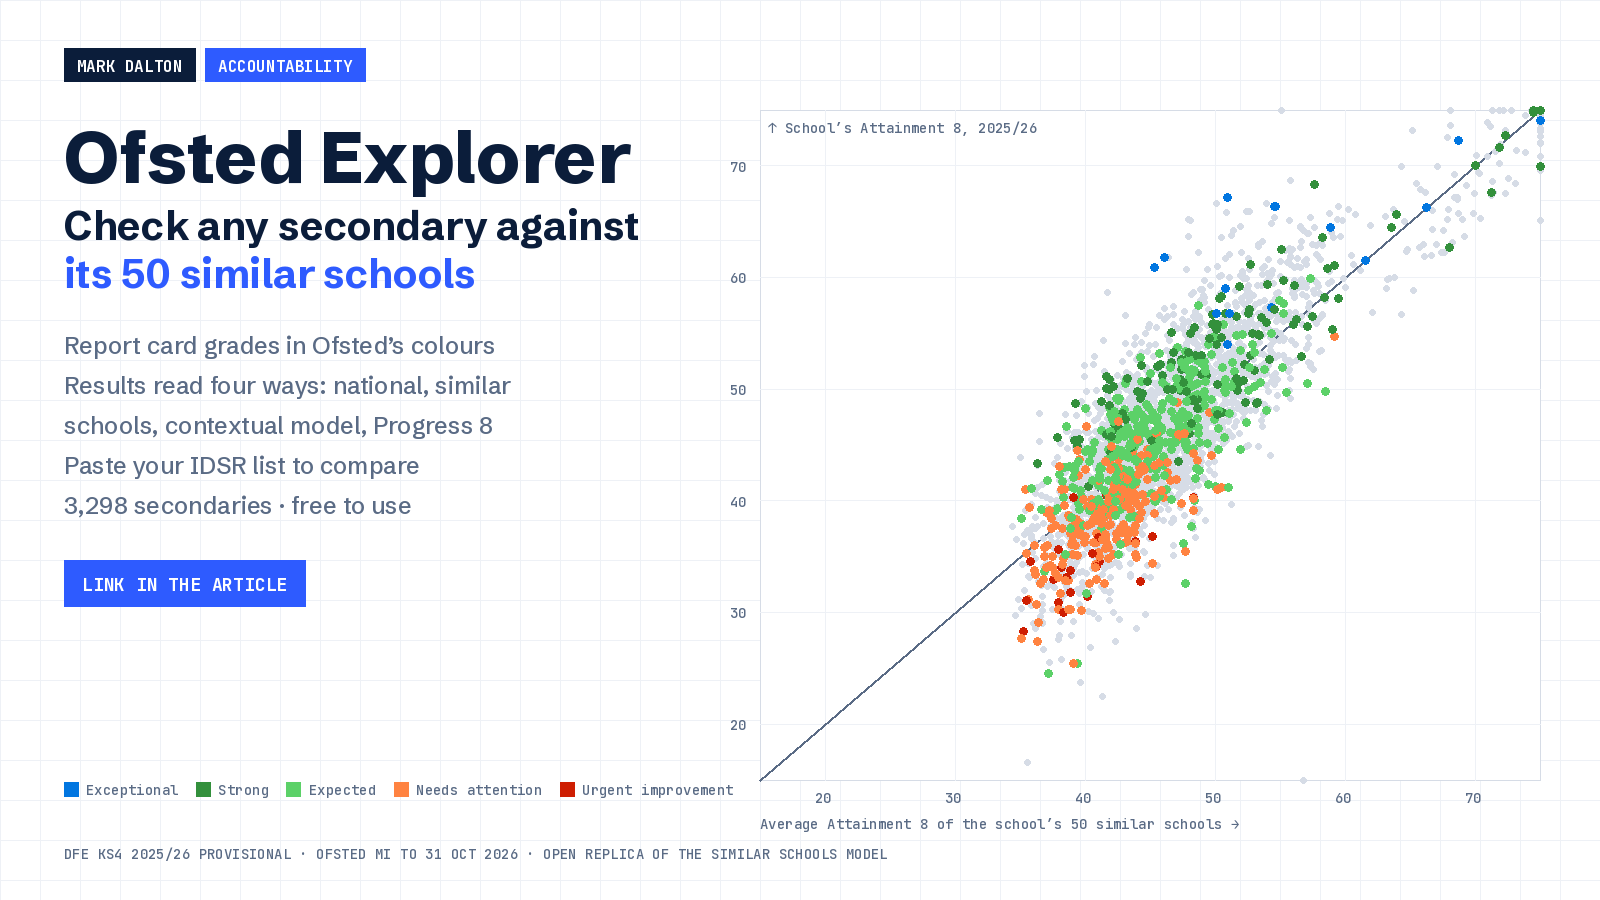 MARK DALTON
ACCOUNTABILITY
Ofsted Explorer
Check any secondary against
its 50 similar schools
Report card grades in Ofsted’s colours
Results read four ways: national, similar
schools, contextual model, Progress 8
Paste your IDSR list to compare
3,298 secondaries · free to use
LINK IN THE ARTICLE
Exceptional
Strong
Expected
Needs attention
Urgent improvement
↑ School’s Attainment 8, 2025/26
70
60
50
40
30
20
20
30
40
50
60
70
Average Attainment 8 of the school’s 50 similar schools →
DFE KS4 2025/26 PROVISIONAL · OFSTED MI TO 31 OCT 2026 · OPEN REPLICA OF THE SIMILAR SCHOOLS MODEL